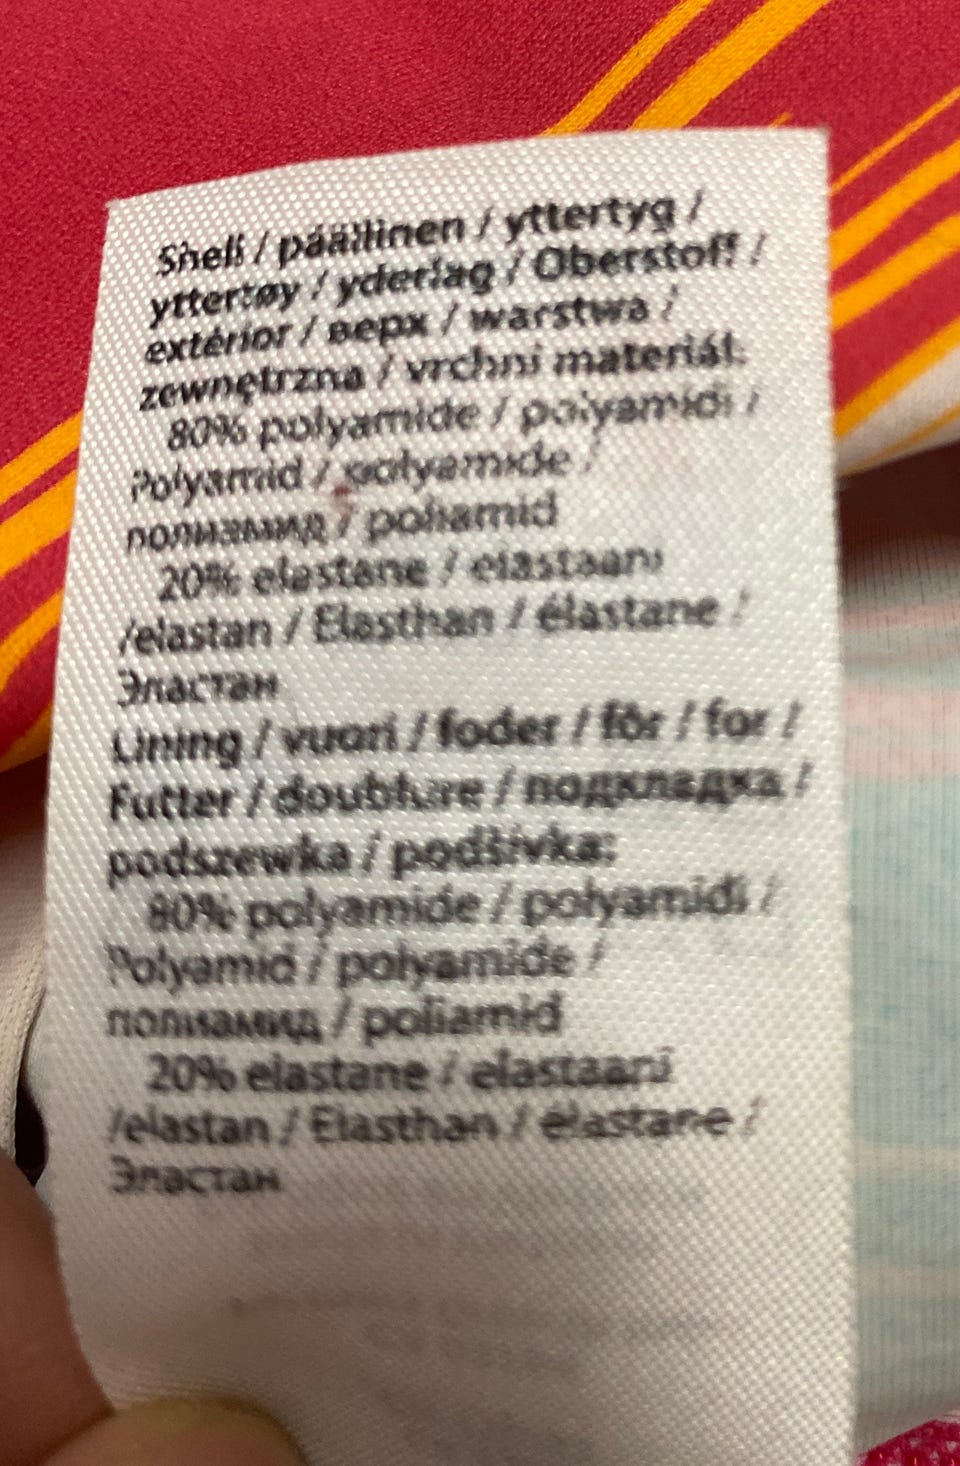 Shell / päällinen / yttertyg /
yttertøy / yderlag / Oberstoff /
extérior / верх / warstwa /
zewnętrzna / vrchní materiál:
80% polyamide / polyamidi /
Polyamid / polyamide /
полиамид / poliamid
20% elastane / elastaani
/elastan / Elasthan / élastane /
Эластан
Lining / vuori / foder / fôr / for /
Futter / doublure / подкладка /
podszewka / podšívka:
80% polyamide / polyamidi /
Polyamid / polyamide /
полиамид / poliamid
20% elastane / elastaani
/elastan / Elasthan / élastane /
Эластан